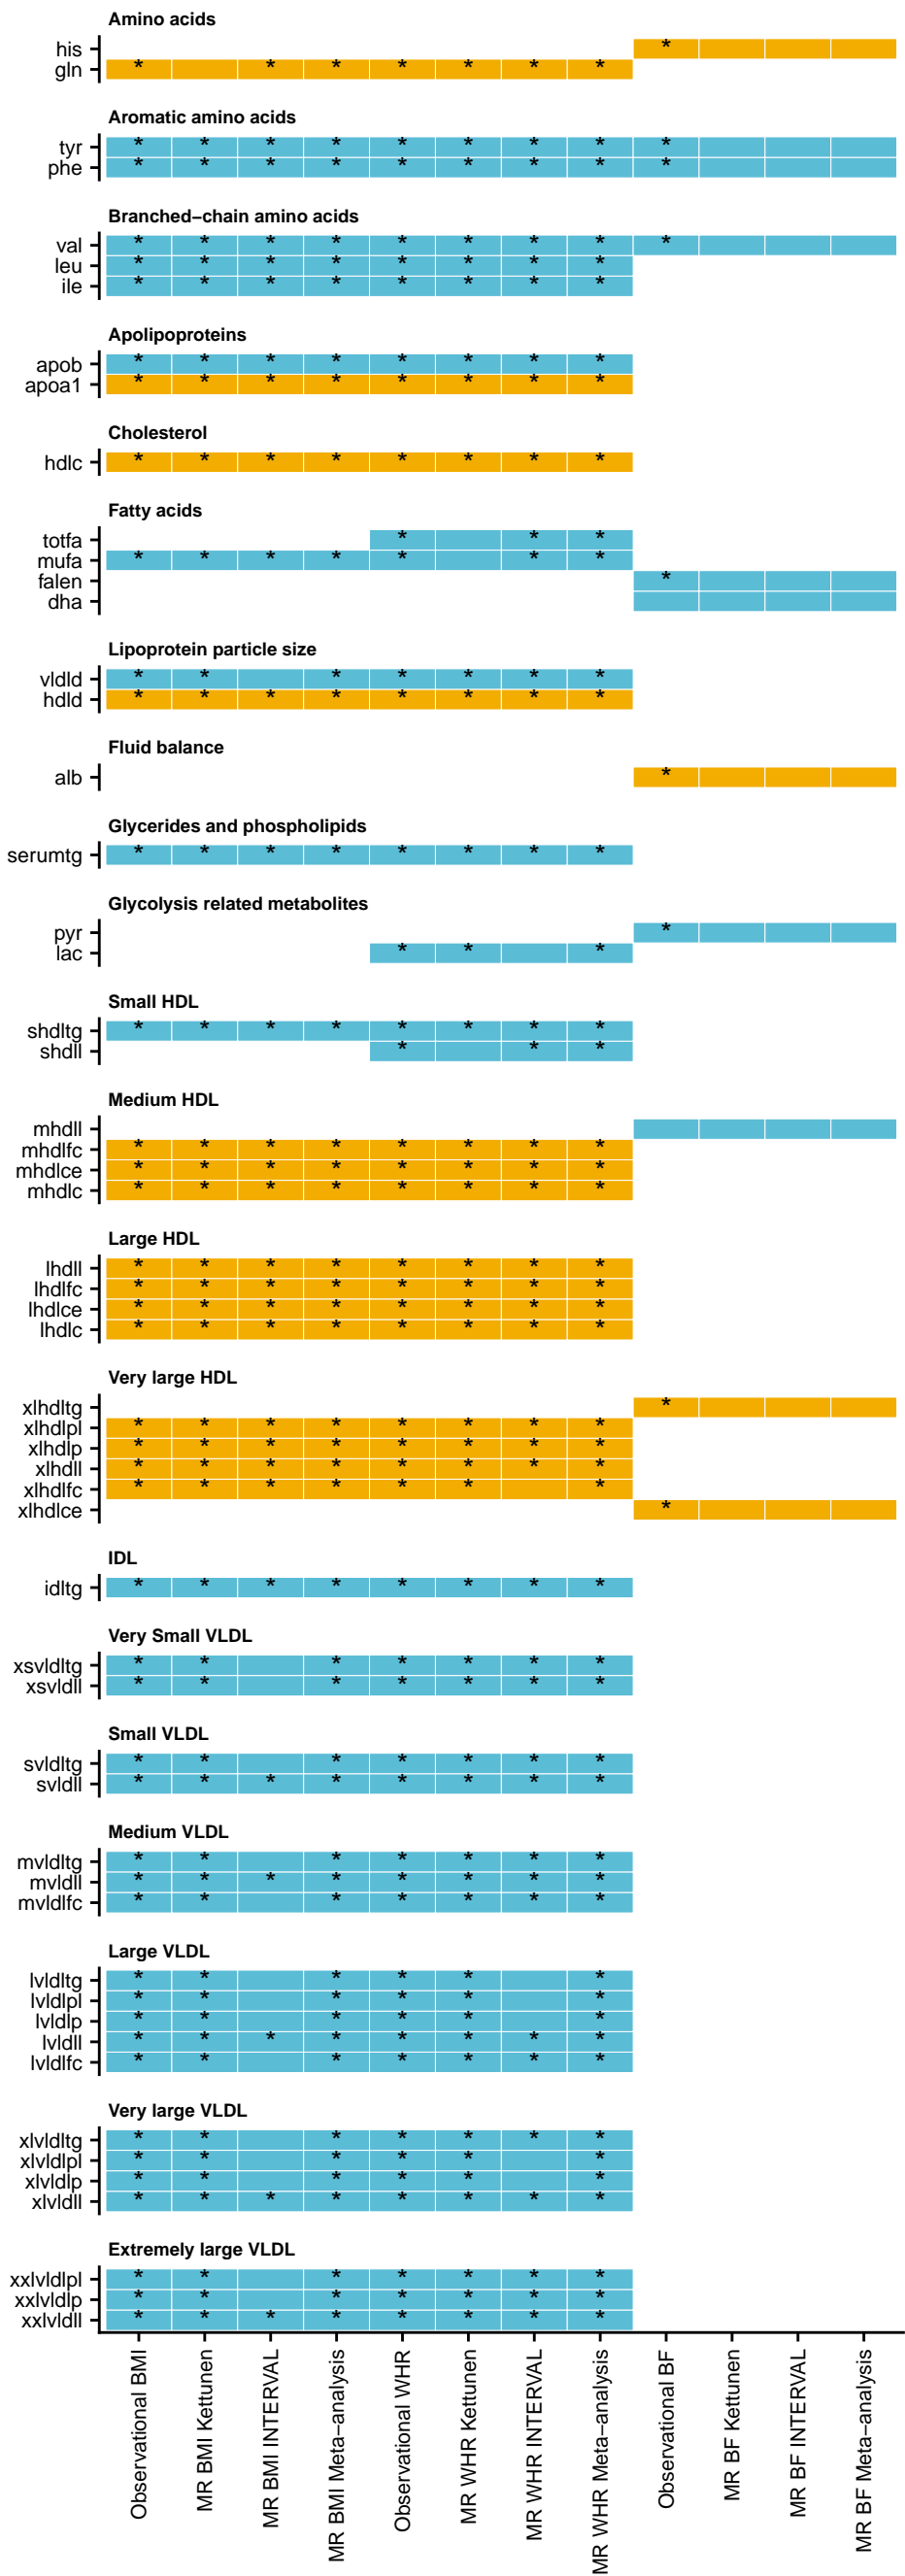 Amino acids
his
*
gln
* * * * * * *
Aromatic amino acids
tyr
* * * * * * * * *
phe
* * * * * * * * *
Branched−chain amino acids
val
* * * * * * * * *
leu
* * * * * * * *
ile
* * * * * * * *
Apolipoproteins
apob
* * * * * * * *
apoa1
* * * * * * * *
Cholesterol
hdlc
* * * * * * * *
Fatty acids
totfa
* * *
mufa
* * * * * * *
falen
*
dha
Lipoprotein particle size
vldld
* * * * * * *
hdld
* * * * * * * *
Fluid balance
alb
*
Glycerides and phospholipids
serumtg
* * * * * * * *
Glycolysis related metabolites
pyr
*
lac
* * *
Small HDL
shdltg
* * * * * * * *
shdll
* * *
Medium HDL
mhdll
mhdlfc
* * * * * * * *
mhdlce
* * * * * * * *
mhdlc
* * * * * * * *
Large HDL
lhdll
* * * * * * * *
lhdlfc
* * * * * * * *
lhdlce
* * * * * * * *
lhdlc
* * * * * * * *
Very large HDL
xlhdltg
*
xlhdlpl
* * * * * * * *
xlhdlp
* * * * * * * *
xlhdll
* * * * * * * *
xlhdlfc
* * * * * * *
xlhdlce
*
IDL
idltg
* * * * * * * *
Very Small VLDL
xsvldltg
* * * * * * *
xsvldll
* * * * * * *
Small VLDL
svldltg
* * * * * * *
svldll
* * * * * * * *
Medium VLDL
mvldltg
* * * * * * *
mvldll
* * * * * * * *
mvldlfc
* * * * * * *
Large VLDL
lvldltg
* * * * * *
lvldlpl
* * * * * *
lvldlp
* * * * * *
lvldll
* * * * * * * *
lvldlfc
* * * * * * *
Very large VLDL
xlvldltg
* * * * * * *
xlvldlpl
* * * * * *
xlvldlp
* * * * * *
xlvldll
* * * * * * * *
Extremely large VLDL
xxlvldlpl
* * * * * * *
xxlvldlp
* * * * * * *
xxlvldll
* * * * * * * *
Observational BMI
MR BMI Kettunen
MR BMI INTERVAL
MR BMI Meta−analysis
Observational WHR
MR WHR Kettunen
MR WHR INTERVAL
MR WHR Meta−analysis
Observational BF
MR BF Kettunen
MR BF INTERVAL
MR BF Meta−analysis